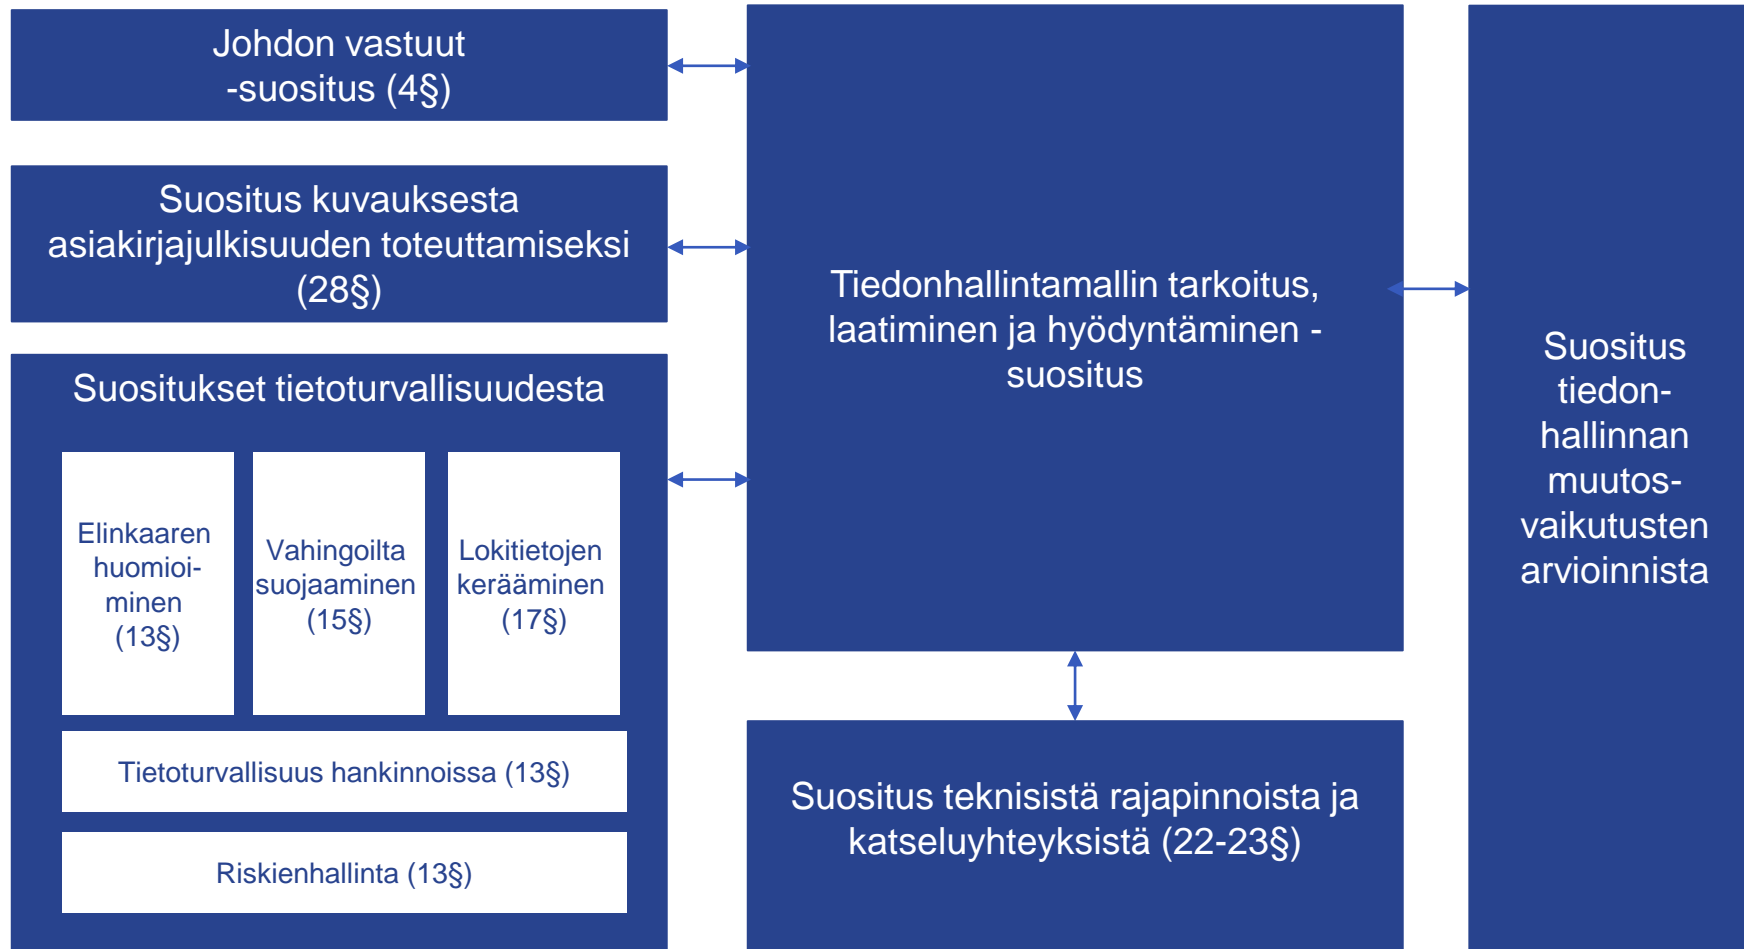 Johdon vastuut
-suositus (4§)
Suositus kuvauksesta
asiakirjajulkisuuden toteuttamiseksi
(28§)
Suositukset tietoturvallisuudesta
Elinkaaren
huomioi-
minen
(13§)
Vahingoilta
suojaaminen
(15§)
Lokitietojen
kerääminen
(17§)
Tietoturvallisuus hankinnoissa (13§)
Riskienhallinta (13§)
Tiedonhallintamallin tarkoitus,
laatiminen ja hyödyntäminen -
suositus
Suositus teknisistä rajapinnoista ja
katseluyhteyksistä (22-23§)
Suositus
tiedon-
hallinnan
muutos-
vaikutusten
arvioinnista